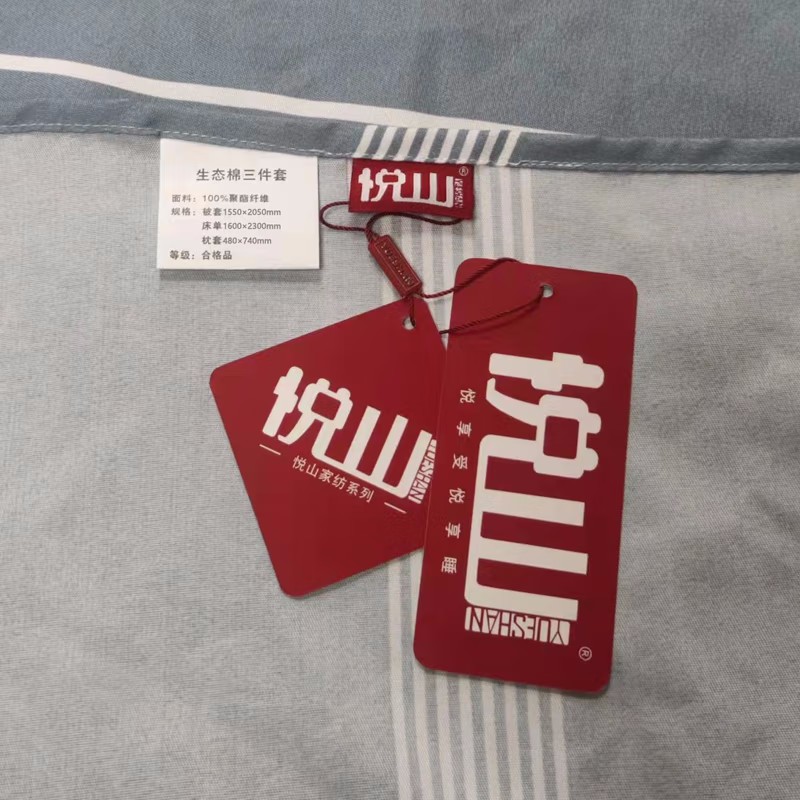 生态棉三件套
面料：100%聚酯纤维
规格：被套1550×2050mm
床单1600×2300mm
枕套480×740mm
等级：合格品
悦山
®
悦山
YUESHAN
悦山家纺系列
悦山
YUESHAN
®
悦享受 悦享睡